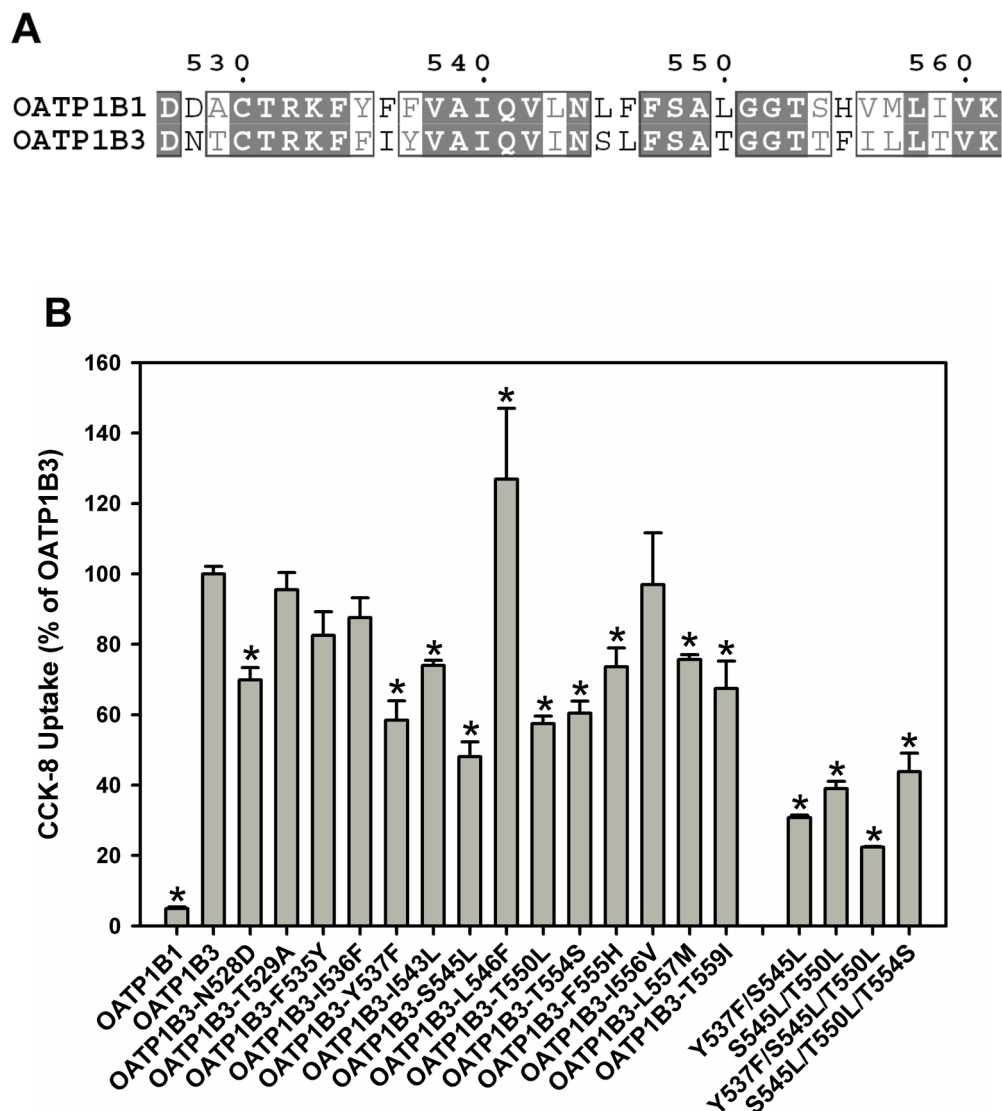 A
530 540 550 560
OATP1B1 DDACTRKFYFFVAIQVLNLFFSALGGTSHVMLIVK
OATP1B3 DNTCTRKFFIYVAIQVINSLFSATGGTTFILLTVK
B
CCK-8 Uptake (% of OATP1B3)
160
140
120
100
80
60
40
20
0
* * * * * * * * * * * * * * * *
OATP1B1
OATP1B3
OATP1B3-N528D
OATP1B3-T529A
OATP1B3-F535Y
OATP1B3-I536F
OATP1B3-Y537F
OATP1B3-I543L
OATP1B3-S545L
OATP1B3-L546F
OATP1B3-T550L
OATP1B3-T554S
OATP1B3-F555H
OATP1B3-I556V
OATP1B3-L557M
OATP1B3-T559I
Y537F/S545L
S545L/T550L
Y537F/S545L/T550L
S545L/T550L/T554S